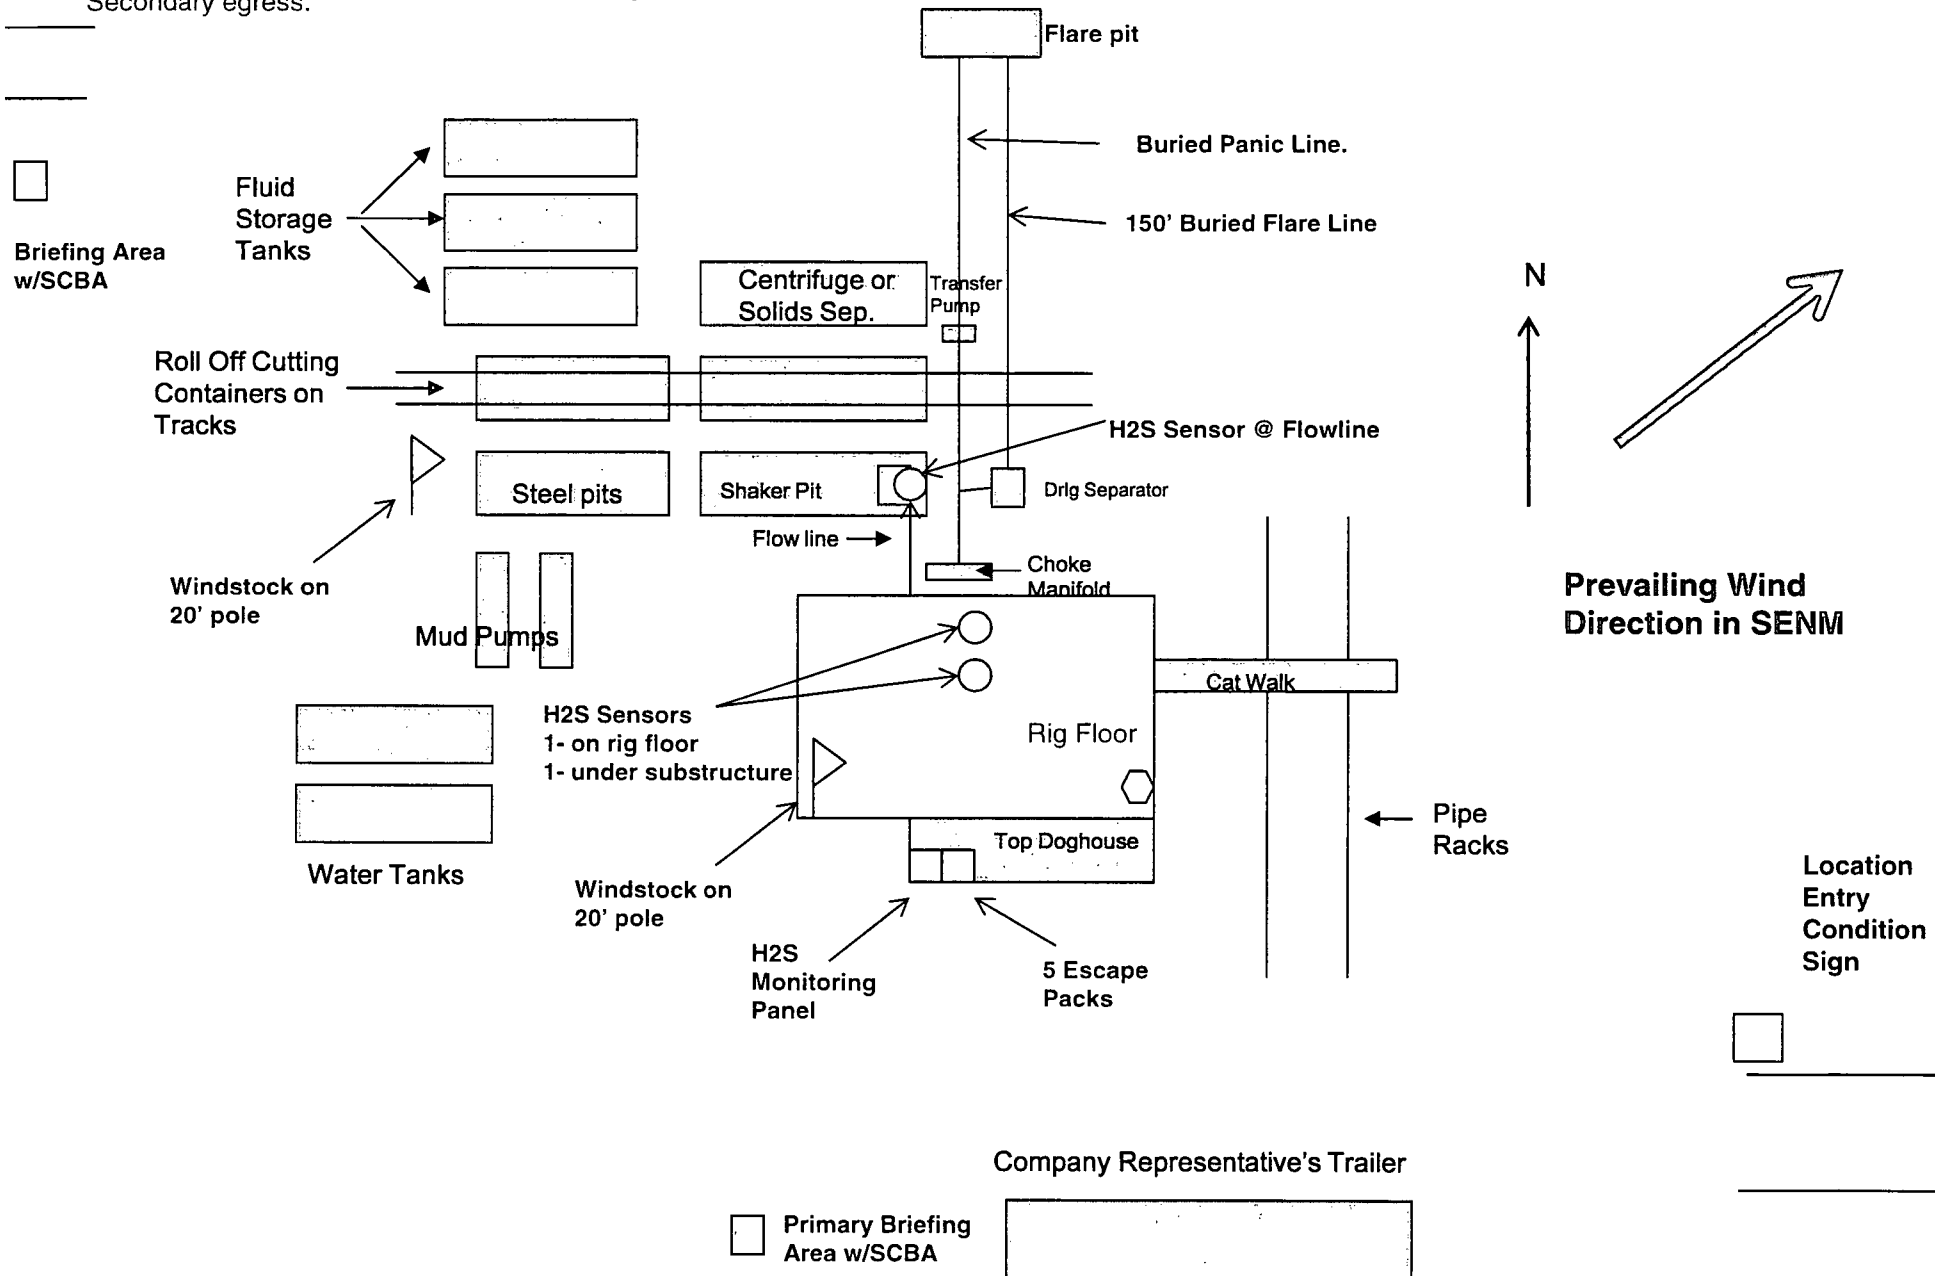 Secondary egress.
Flare pit
Buried Panic Line.
Fluid
Storage
Tanks
150' Buried Flare Line
Briefing Area
w/SCBA
Centrifuge or
Solids Sep.
Transfer
Pump
N
Roll Off Cutting
Containers on
Tracks
H2S Sensor @ Flowline
Steel pits
Shaker Pit
Drlg Separator
Flow line
Choke
Manifold
Windstock on
20' pole
Prevailing Wind
Direction in SENM
Mud Pumps
Cat Walk
H2S Sensors
1- on rig floor
1- under substructure
Rig Floor
Pipe
Racks
Top Doghouse
Water Tanks
Windstock on
20' pole
Location
Entry
Condition
Sign
H2S
Monitoring
Panel
5 Escape
Packs
Company Representative's Trailer
Primary Briefing
Area w/SCBA